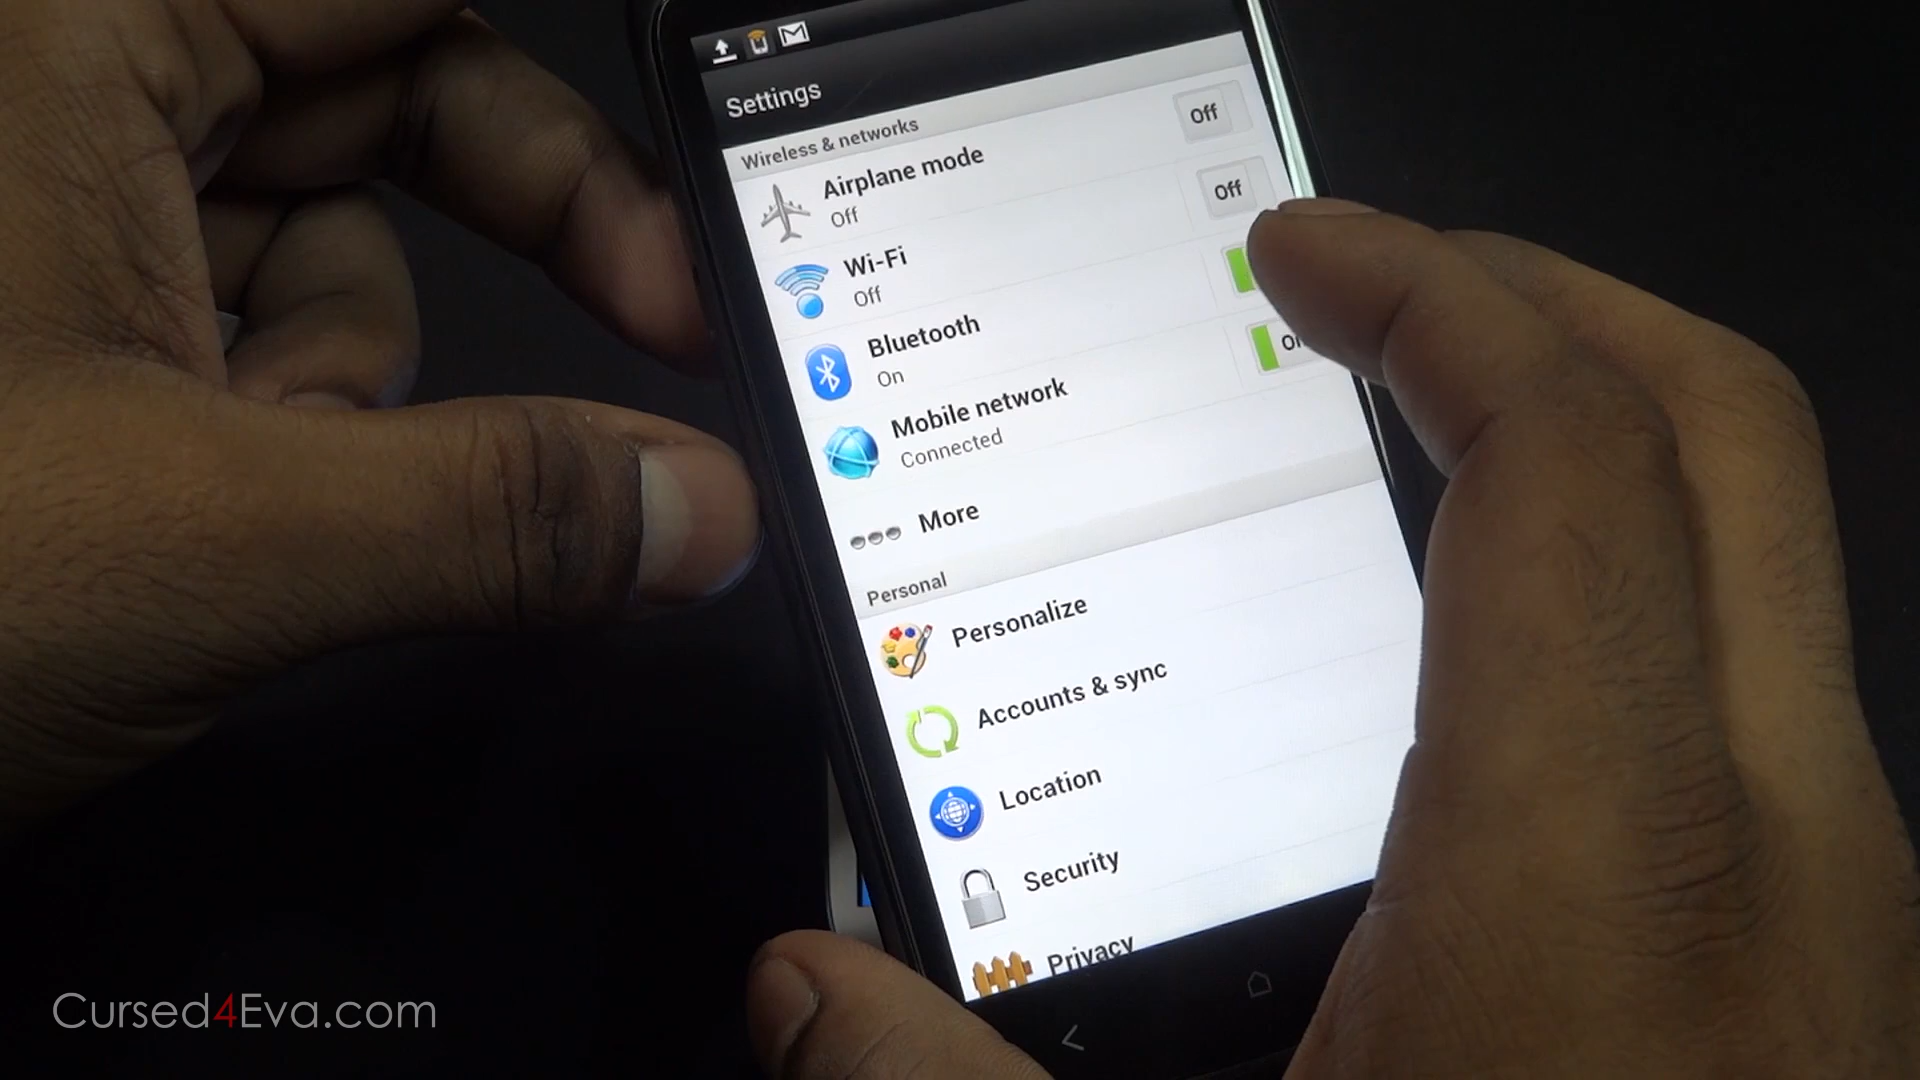 Settings
Wireless & networks
Airplane mode
Off
Off
Wi-Fi
Off
Off
Bluetooth
On
Mobile network
Connected
On
More
Personal
Personalize
Accounts & sync
Location
Security
Privacy
Cursed4Eva.com